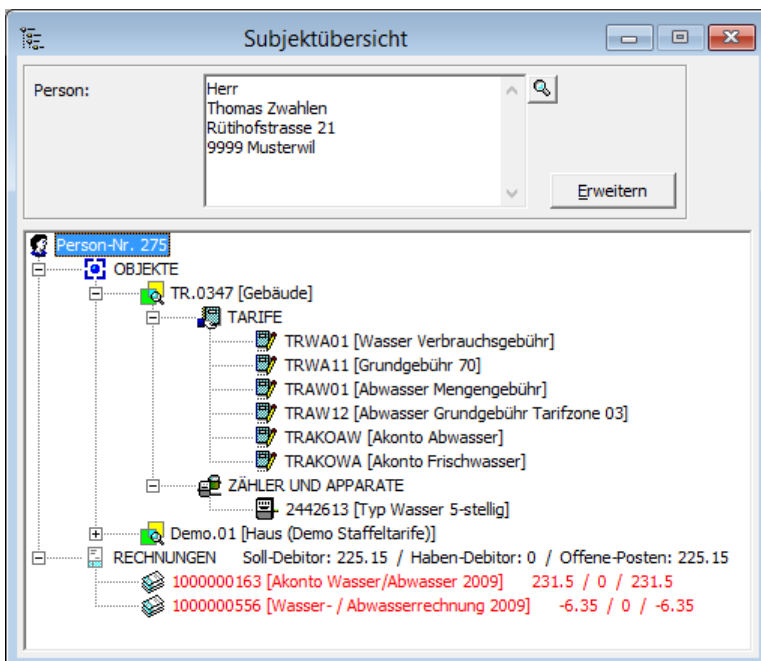 Subjektübersicht
Person:
Herr
Thomas Zwahlen
Rütihofstrasse 21
9999 Musterwil
Erweitern
Person-Nr. 275
OBJEKTE
TR.0347 [Gebäude]
TARIFE
TRWA01 [Wasser Verbrauchsgebühr]
TRWA11 [Grundgebühr 70]
TRAW01 [Abwasser Mengengebühr]
TRAW12 [Abwasser Grundgebühr Tarifzone 03]
TRAKOAW [Akonto Abwasser]
TRAKOWA [Akonto Frischwasser]
ZÄHLER UND APPARATE
2442613 [Typ Wasser 5-stellig]
Demo.01 [Haus (Demo Staffeltarife)]
RECHNUNGEN Soll-Debitor: 225.15 / Haben-Debitor: 0 / Offene-Posten: 225.15
1000000163 [Akonto Wasser/Abwasser 2009] 231.5 / 0 / 231.5
1000000556 [Wasser- / Abwasserrechnung 2009] -6.35 / 0 / -6.35